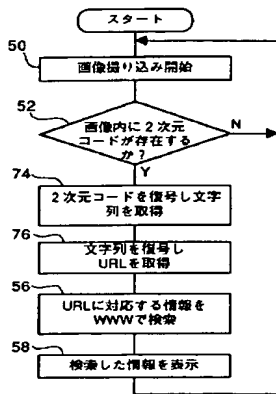 スタート
50
画像撮り込み開始
52
画像内に２次元
コードが存在する
か？
N
Y
74
２次元コードを復号し文字
列を取得
76
文字列を復号し
URLを取得
56
URLに対応する情報を
WWWで検索
58
検索した情報を表示